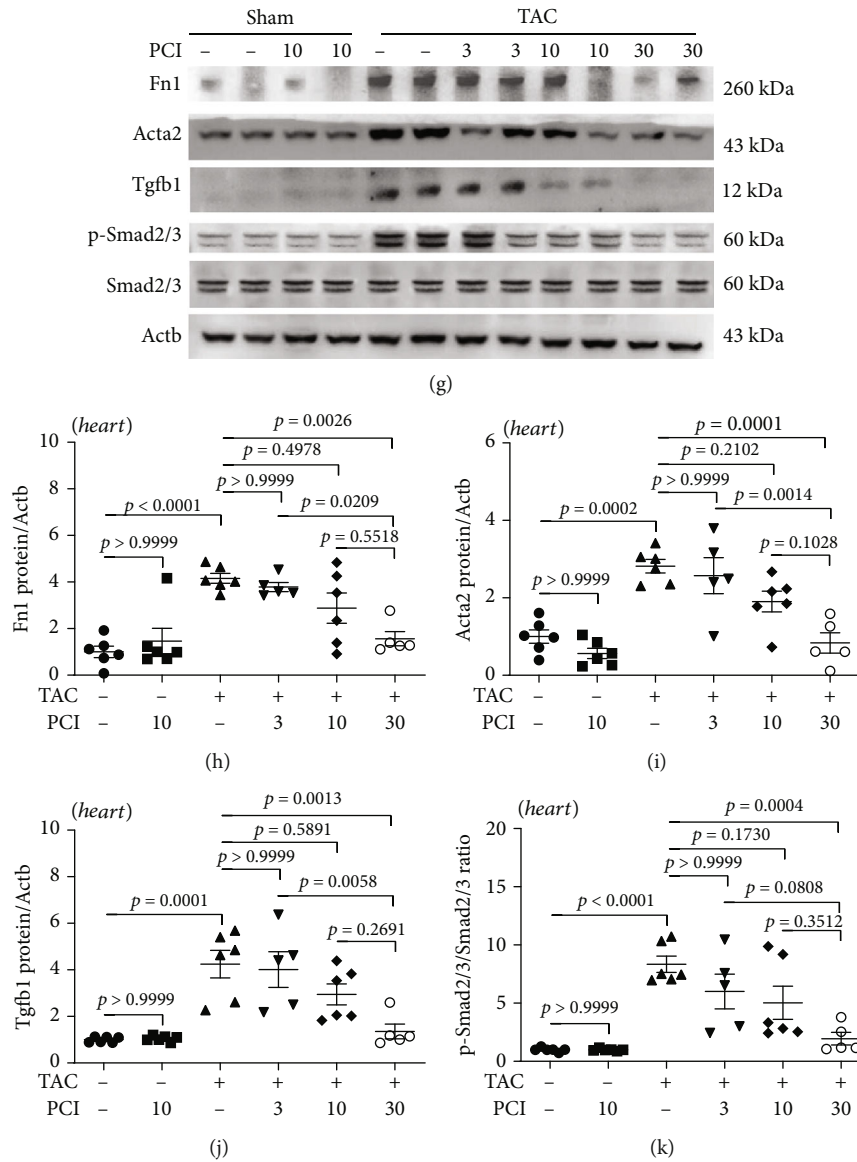 Sham TAC
PCI – – 10 10 – – 3 3 10 10 30 30
Fn1 260 kDa
Acta2 43 kDa
Tgfb1 12 kDa
p-Smad2/3 60 kDa
Smad2/3 60 kDa
Actb 43 kDa
(g)
(heart)
Fn1 protein/Actb
10
8
6
4
2
0
p = 0.0026
p = 0.4978
p > 0.9999
p < 0.0001
p = 0.0209
p > 0.9999
p = 0.5518
TAC – – + + + +
PCI – 10 – 3 10 30
(h)
(heart)
Acta2 protein/Actb
6
4
2
0
p = 0.0001
p = 0.2102
p > 0.9999
p = 0.0002
p = 0.0014
p > 0.9999
p = 0.1028
TAC – – + + + +
PCI – 10 – 3 10 30
(i)
(heart)
Tgfb1 protein/Actb
10
8
6
4
2
0
p = 0.0013
p = 0.5891
p > 0.9999
p = 0.0001
p = 0.0058
p = 0.2691
p > 0.9999
TAC – – + + + +
PCI – 10 – 3 10 30
(j)
(heart)
p-Smad2/3/Smad2/3 ratio
20
15
10
5
0
p = 0.0004
p = 0.1730
p > 0.9999
p < 0.0001
p = 0.0808
p = 0.3512
p > 0.9999
TAC – – + + + +
PCI – 10 – 3 10 30
(k)